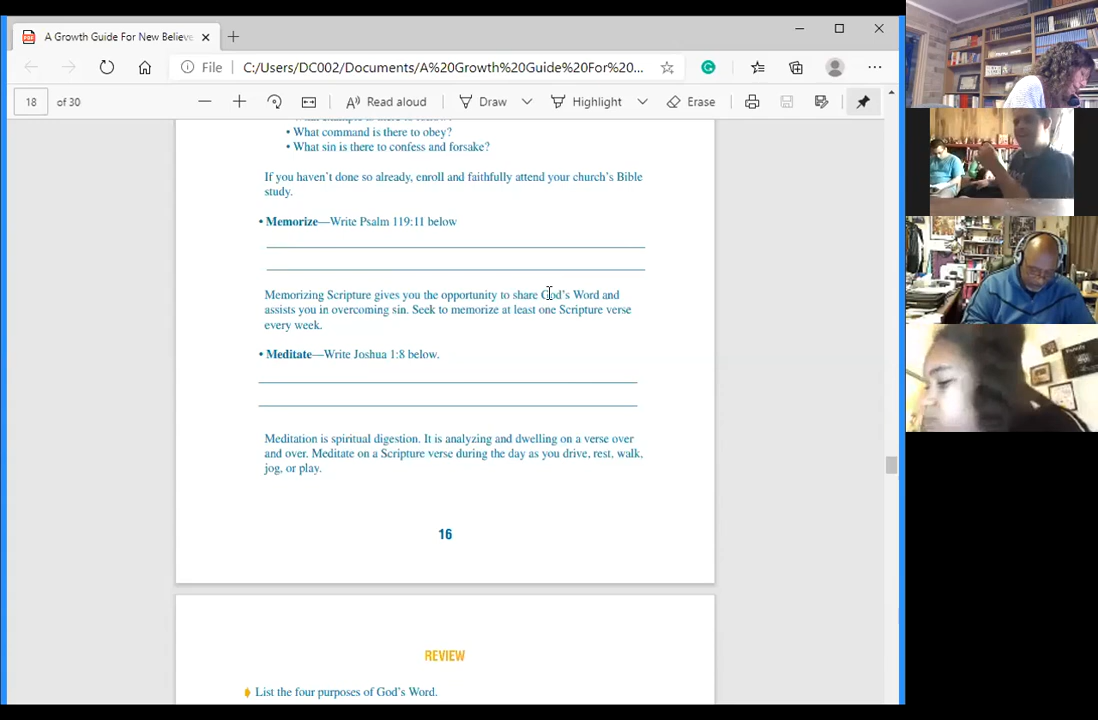 A Growth Guide For New Believe
File C:/Users/DC002/Documents/A%20Growth%20Guide%20For%20...
18 of 30 Read aloud Draw Highlight Erase
• What command is there to obey?
• What sin is there to confess and forsake?
If you haven't done so already, enroll and faithfully attend your church's Bible
study.
• Memorize—Write Psalm 119:11 below
Memorizing Scripture gives you the opportunity to share God's Word and
assists you in overcoming sin. Seek to memorize at least one Scripture verse
every week.
• Meditate—Write Joshua 1:8 below.
Meditation is spiritual digestion. It is analyzing and dwelling on a verse over
and over. Meditate on a Scripture verse during the day as you drive, rest, walk,
jog, or play.
16
REVIEW
List the four purposes of God's Word.